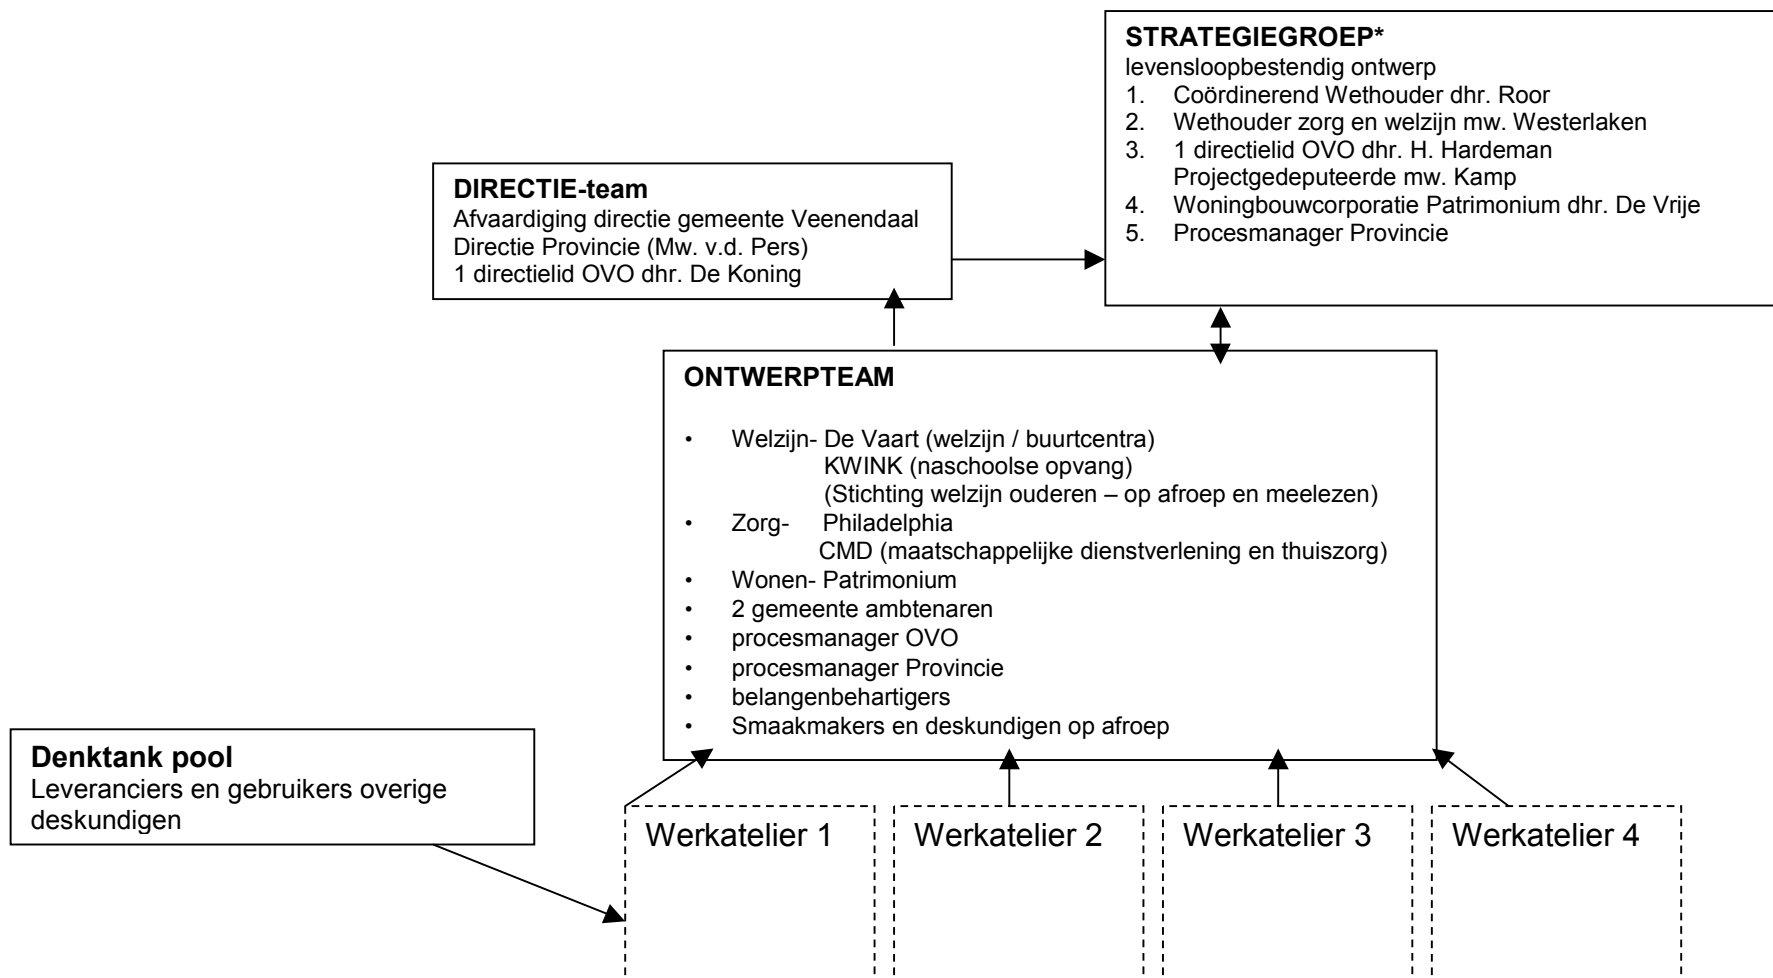 STRATEGIEGROEP*
levensloopbestendig ontwerp
1. Coördinerend Wethouder dhr. Roor
2. Wethouder zorg en welzijn mw. Westerlaken
3. 1 directielid OVO dhr. H. Hardeman
Projectgedeputeerde mw. Kamp
4. Woningbouwcorporatie Patrimonium dhr. De Vrije
5. Procesmanager Provincie
DIRECTIE-team
Afvaardiging directie gemeente Veenendaal
Directie Provincie (Mw. v.d. Pers)
1 directielid OVO dhr. De Koning
ONTWERPTEAM
• Welzijn- De Vaart (welzijn / buurtcentra)
KWINK (naschoolse opvang)
(Stichting welzijn ouderen – op afroep en meelezen)
• Zorg- Philadelphia
CMD (maatschappelijke dienstverlening en thuiszorg)
• Wonen- Patrimonium
• 2 gemeente ambtenaren
• procesmanager OVO
• procesmanager Provincie
• belangenbehartigers
• Smaakmakers en deskundigen op afroep
Denktank pool
Leveranciers en gebruikers overige
deskundigen
Werkatelier 1
Werkatelier 2
Werkatelier 3
Werkatelier 4